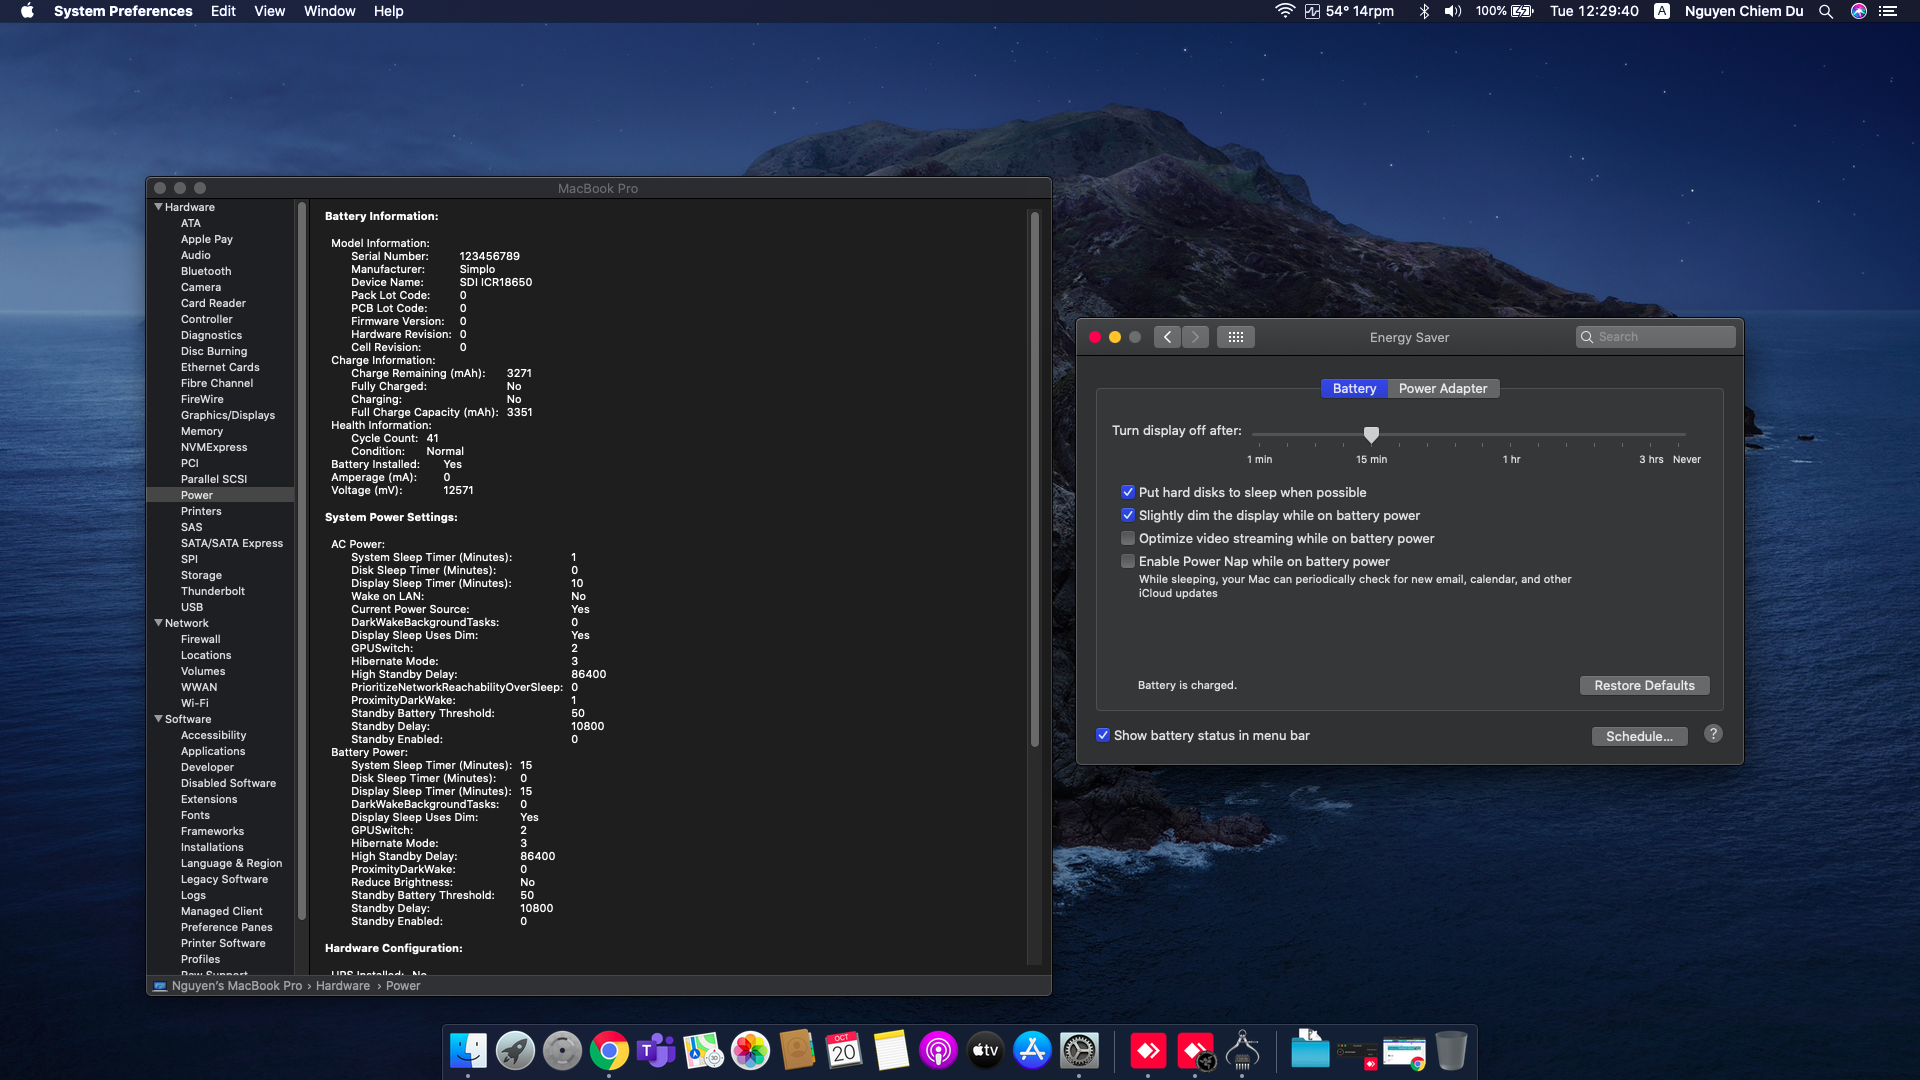 System Preferences Edit View Window Help
54° 14rpm 100% Tue 12:29:40 A Nguyen Chiem Du
MacBook Pro
Hardware
ATA
Apple Pay
Audio
Bluetooth
Camera
Card Reader
Controller
Diagnostics
Disc Burning
Ethernet Cards
Fibre Channel
FireWire
Graphics/Displays
Memory
NVMExpress
PCI
Parallel SCSI
Power
Printers
SAS
SATA/SATA Express
SPI
Storage
Thunderbolt
USB
Network
Firewall
Locations
Volumes
WWAN
Wi-Fi
Software
Accessibility
Applications
Developer
Disabled Software
Extensions
Fonts
Frameworks
Installations
Language & Region
Legacy Software
Logs
Managed Client
Preference Panes
Printer Software
Profiles
Raw Support
Battery Information:
Model Information:
Serial Number: 123456789
Manufacturer: Simplo
Device Name: SDI ICR18650
Pack Lot Code: 0
PCB Lot Code: 0
Firmware Version: 0
Hardware Revision: 0
Cell Revision: 0
Charge Information:
Charge Remaining (mAh): 3271
Fully Charged: No
Charging: No
Full Charge Capacity (mAh): 3351
Health Information:
Cycle Count: 41
Condition: Normal
Battery Installed: Yes
Amperage (mA): 0
Voltage (mV): 12571
System Power Settings:
AC Power:
System Sleep Timer (Minutes): 1
Disk Sleep Timer (Minutes): 0
Display Sleep Timer (Minutes): 10
Wake on LAN: No
Current Power Source: Yes
DarkWakeBackgroundTasks: 0
Display Sleep Uses Dim: Yes
GPUSwitch: 2
Hibernate Mode: 3
High Standby Delay: 86400
PrioritizeNetworkReachabilityOverSleep: 0
ProximityDarkWake: 1
Standby Battery Threshold: 50
Standby Delay: 10800
Standby Enabled: 0
Battery Power:
System Sleep Timer (Minutes): 15
Disk Sleep Timer (Minutes): 0
Display Sleep Timer (Minutes): 15
DarkWakeBackgroundTasks: 0
Display Sleep Uses Dim: Yes
GPUSwitch: 2
Hibernate Mode: 3
High Standby Delay: 86400
ProximityDarkWake: 0
Reduce Brightness: No
Standby Battery Threshold: 50
Standby Delay: 10800
Standby Enabled: 0
Hardware Configuration:
UPS Installed: No
Nguyen's MacBook Pro › Hardware › Power
Energy Saver
Search
Battery Power Adapter
Turn display off after:
1 min 15 min 1 hr 3 hrs Never
Put hard disks to sleep when possible
Slightly dim the display while on battery power
Optimize video streaming while on battery power
Enable Power Nap while on battery power
While sleeping, your Mac can periodically check for new email, calendar, and other
iCloud updates
Battery is charged.
Restore Defaults
Show battery status in menu bar
Schedule...
?
OCT
20
tv